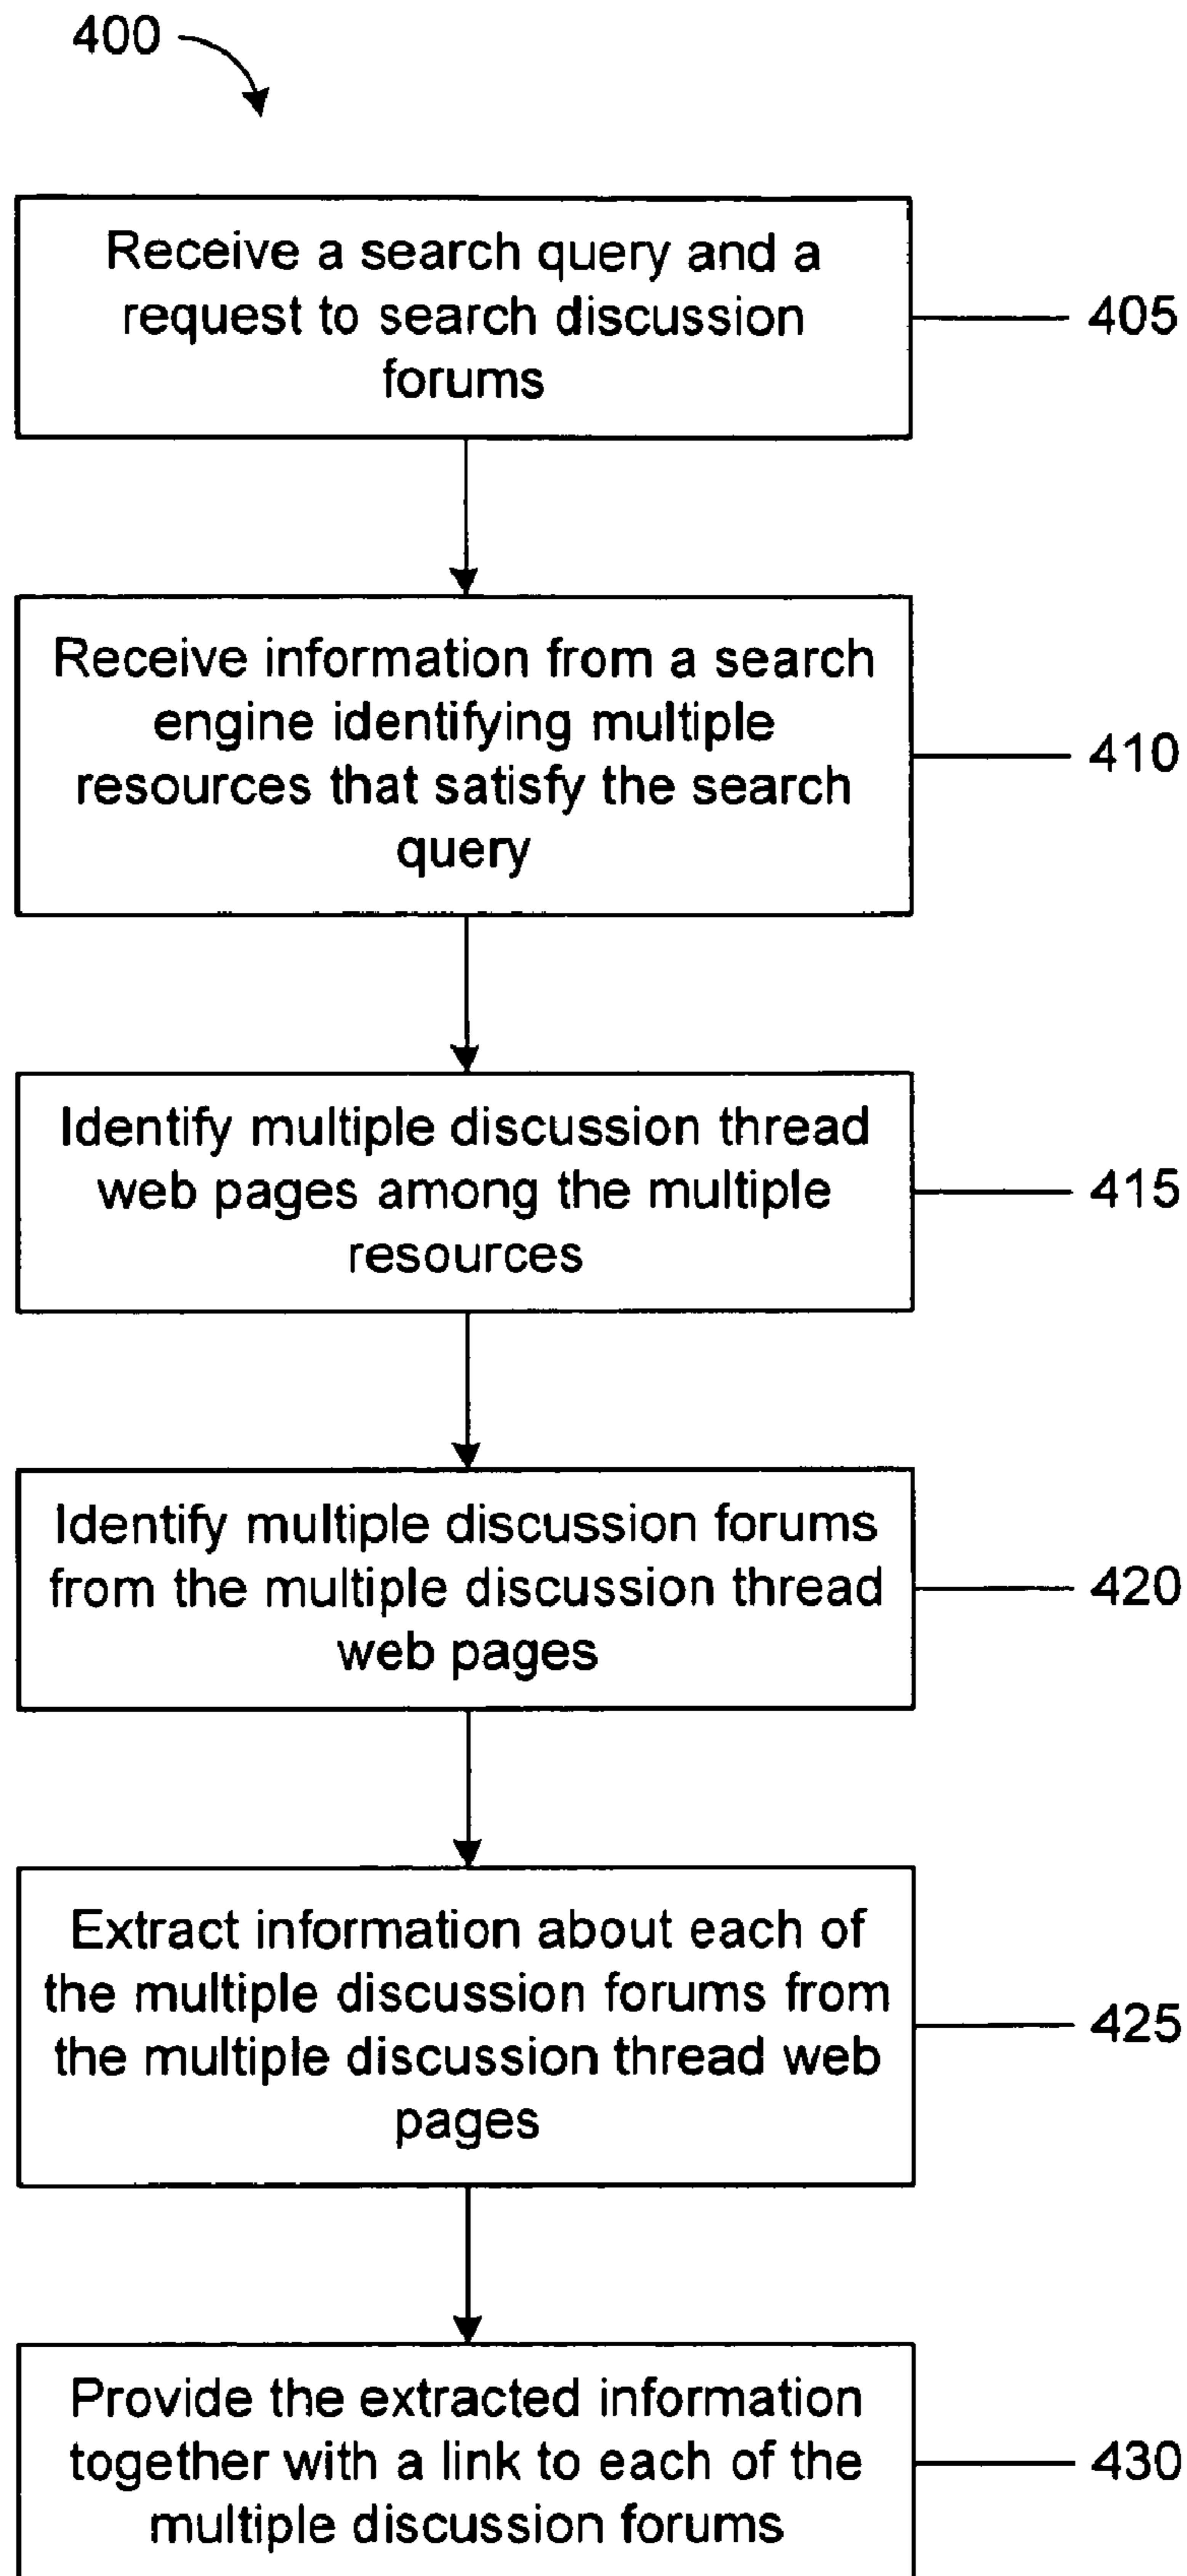 400
Receive a search query and a
request to search discussion
forums
405
Receive information from a search
engine identifying multiple
resources that satisfy the search
query
410
Identify multiple discussion thread
web pages among the multiple
resources
415
Identify multiple discussion forums
from the multiple discussion thread
web pages
420
Extract information about each of
the multiple discussion forums from
the multiple discussion thread web
pages
425
Provide the extracted information
together with a link to each of the
multiple discussion forums
430